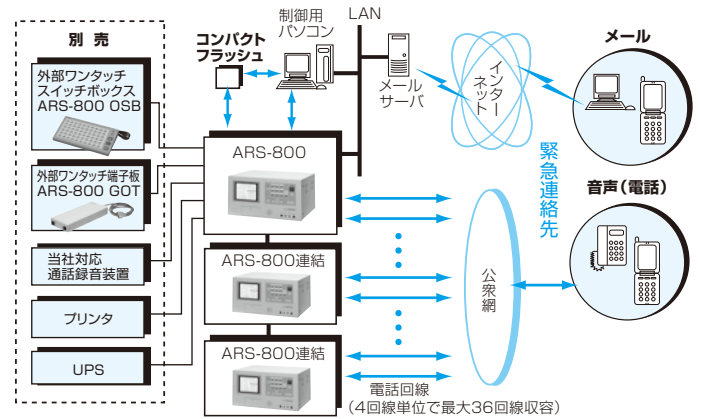 別 売
外部ワンタッチ
スイッチボックス
ARS-800 OSB
外部ワンタッチ端子板
ARS-800 GOT
当社対応
通話録音装置
プリンタ
UPS
コンパクト
フラッシュ
制御用
パソコン
LAN
メール
サーバ
インター
ネット
メール
ARS-800
緊急連絡先
音声(電話)
ARS-800連結
公衆網
ARS-800連結
電話回線
(4回線単位で最大36回線収容)